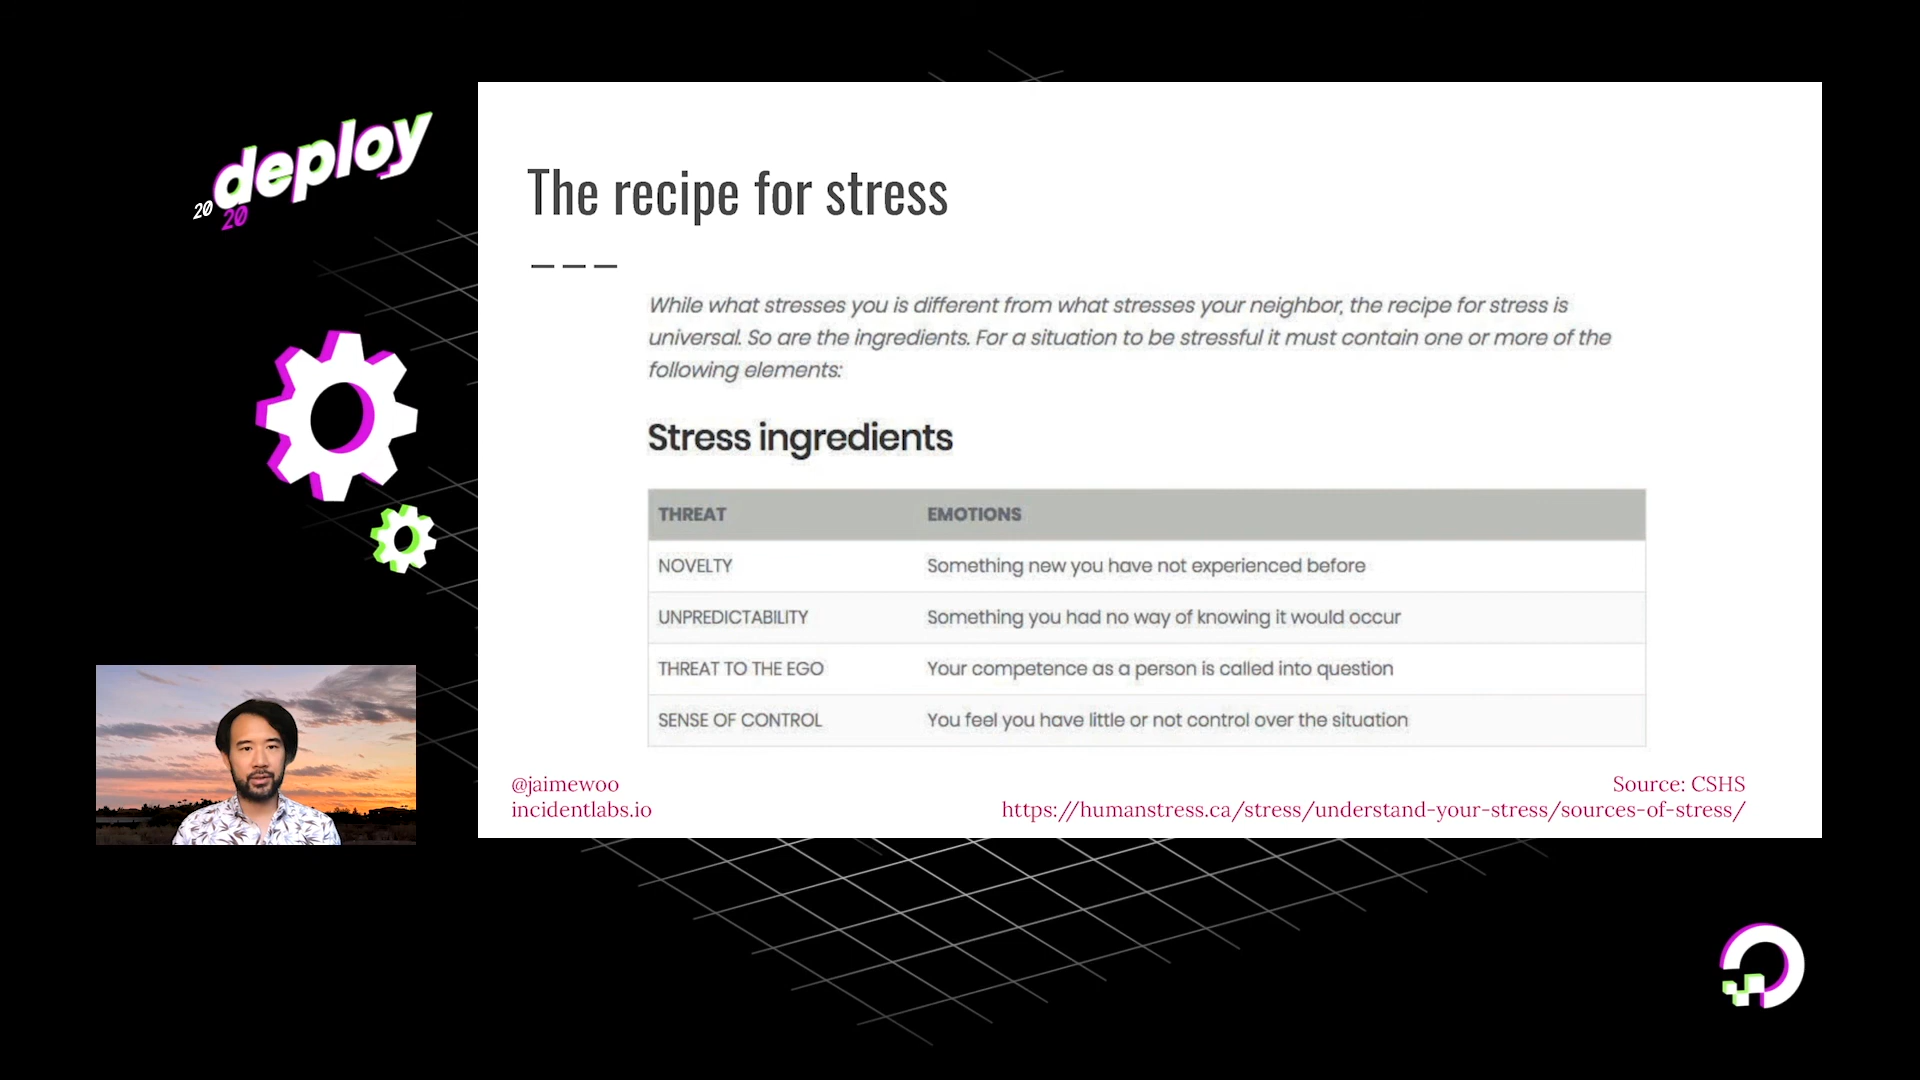 deploy
20
20
The recipe for stress
While what stresses you is different from what stresses your neighbor, the recipe for stress is
universal. So are the ingredients. For a situation to be stressful it must contain one or more of the
following elements:
Stress ingredients
THREAT EMOTIONS
NOVELTY Something new you have not experienced before
UNPREDICTABILITY Something you had no way of knowing it would occur
THREAT TO THE EGO Your competence as a person is called into question
SENSE OF CONTROL You feel you have little or not control over the situation
@jaimewoo
incidentlabs.io
Source: CSHS
https://humanstress.ca/stress/understand-your-stress/sources-of-stress/